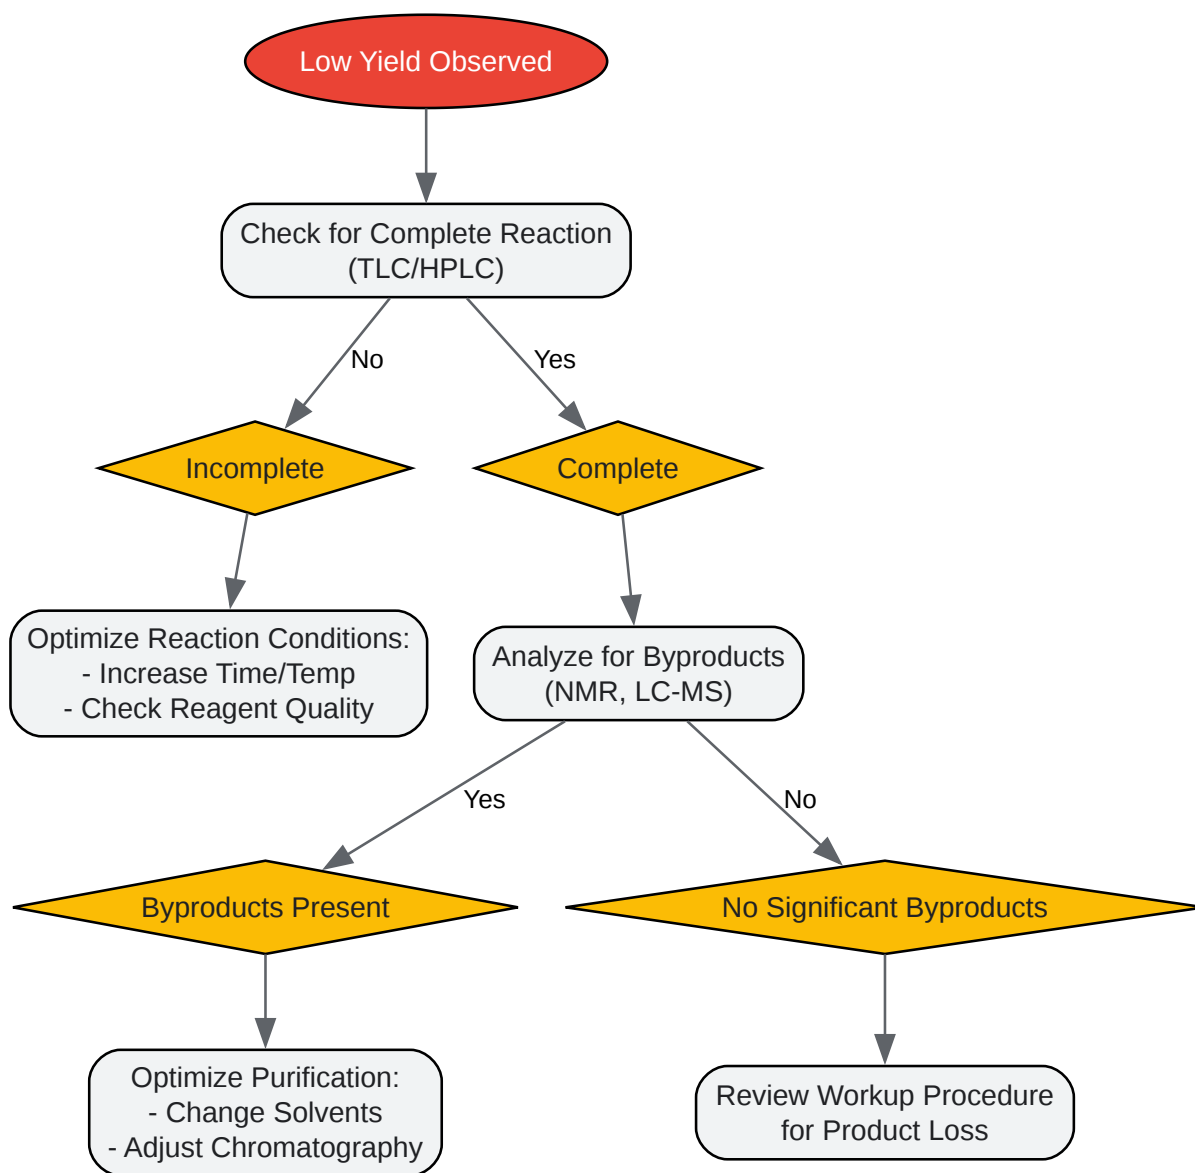 Low Yield Observed
Check for Complete Reaction
(TLC/HPLC)
No
Yes
Incomplete
Complete
Optimize Reaction Conditions:
- Increase Time/Temp
- Check Reagent Quality
Analyze for Byproducts
(NMR, LC-MS)
Yes
No
Byproducts Present
No Significant Byproducts
Optimize Purification:
- Change Solvents
- Adjust Chromatography
Review Workup Procedure
for Product Loss